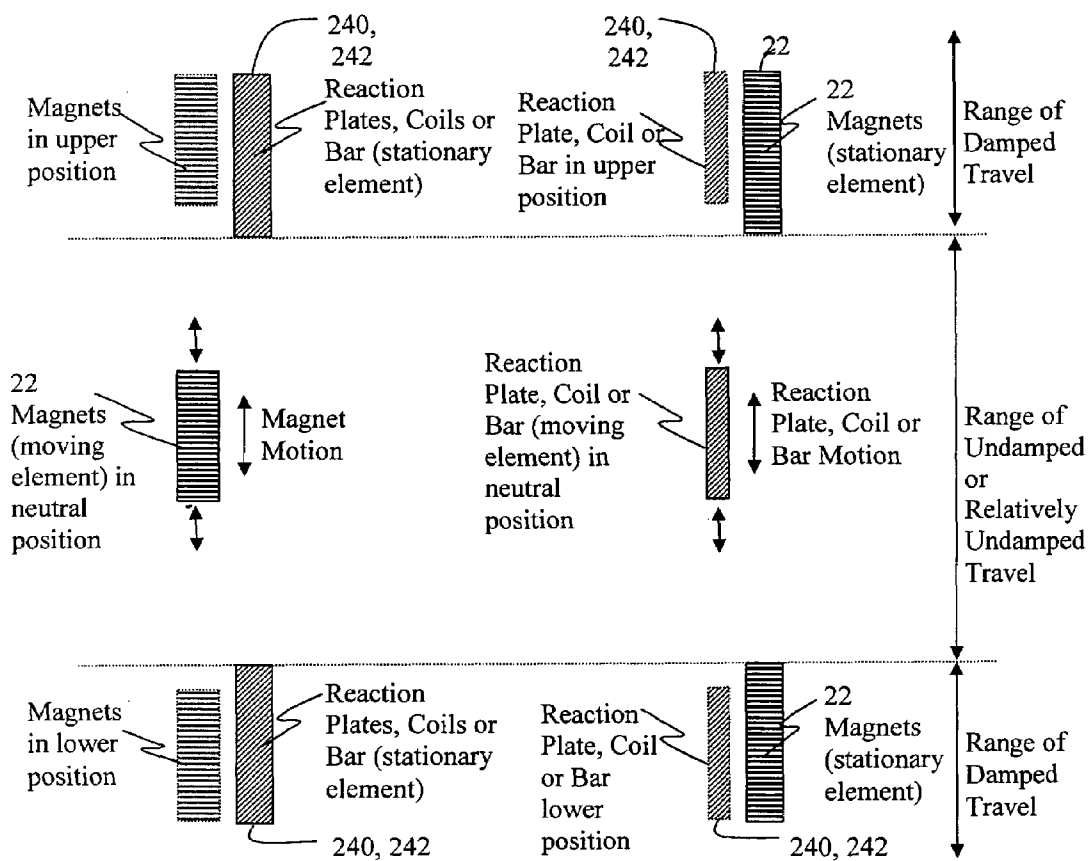 240,
242
Magnets
in upper
position
Reaction
Plates, Coils or
Bar (stationary
element)
240,
242
Reaction
Plate, Coil or
Bar in upper
position
22
22
Magnets
(stationary
element)
Range of
Damped
Travel
22
Magnets
(moving
element) in
neutral
position
Magnet
Motion
Reaction
Plate, Coil or
Bar (moving
element) in
neutral
position
Reaction
Plate, Coil or
Bar Motion
Range of
Undamped
or
Relatively
Undamped
Travel
Magnets
in lower
position
Reaction
Plates, Coils or
Bar (stationary
element)
240, 242
Reaction
Plate, Coil
or Bar
lower
position
240, 242
22
Magnets
(stationary
element)
Range of
Damped
Travel